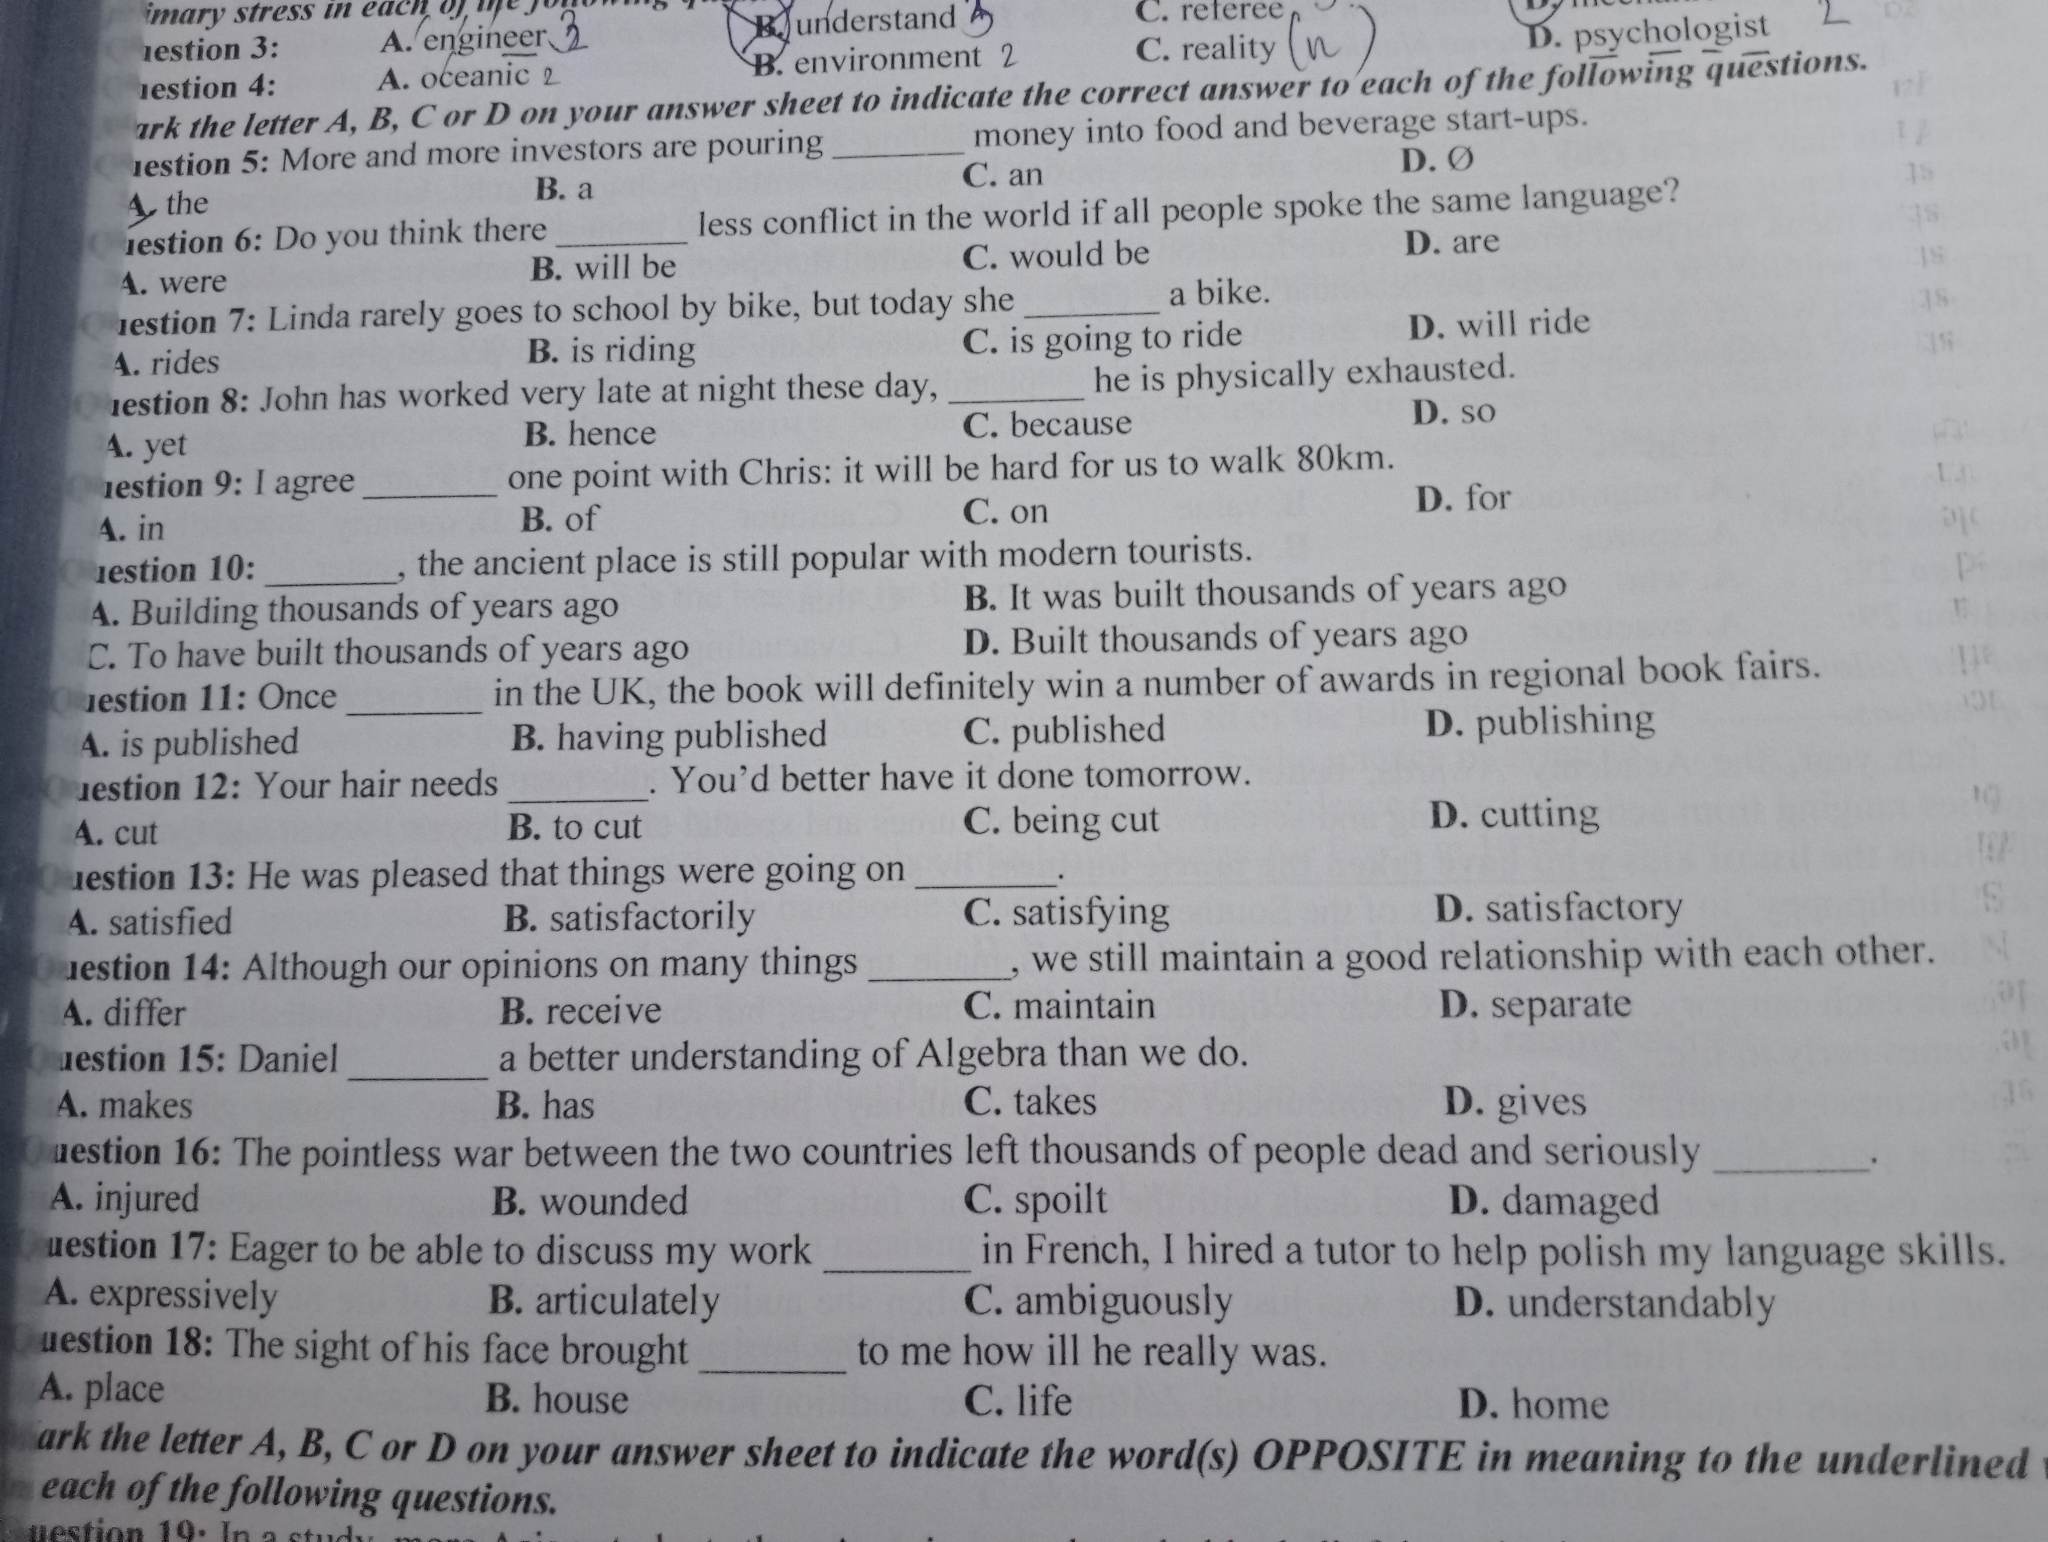 imary stress in each of the
uestion 3: A. engineer 2 B. understand C. referee
uestion 4: A. oceanic 2 B. environment 2 C. reality (n) D. psychologist 2
ark the letter A, B, C or D on your answer sheet to indicate the correct answer to each of the following questions.
uestion 5: More and more investors are pouring ________ money into food and beverage start-ups.
A. the B. a C. an D. Ø
uestion 6: Do you think there ________ less conflict in the world if all people spoke the same language?
A. were B. will be C. would be D. are
uestion 7: Linda rarely goes to school by bike, but today she ________ a bike.
A. rides B. is riding C. is going to ride D. will ride
uestion 8: John has worked very late at night these day, ________ he is physically exhausted.
A. yet B. hence C. because D. so
uestion 9: I agree ________ one point with Chris: it will be hard for us to walk 80km.
A. in B. of C. on D. for
uestion 10: ________, the ancient place is still popular with modern tourists.
A. Building thousands of years ago B. It was built thousands of years ago
C. To have built thousands of years ago D. Built thousands of years ago
uestion 11: Once ________ in the UK, the book will definitely win a number of awards in regional book fairs.
A. is published B. having published C. published D. publishing
uestion 12: Your hair needs ________. You’d better have it done tomorrow.
A. cut B. to cut C. being cut D. cutting
uestion 13: He was pleased that things were going on ________.
A. satisfied B. satisfactorily C. satisfying D. satisfactory
uestion 14: Although our opinions on many things ________, we still maintain a good relationship with each other.
A. differ B. receive C. maintain D. separate
uestion 15: Daniel ________ a better understanding of Algebra than we do.
A. makes B. has C. takes D. gives
uestion 16: The pointless war between the two countries left thousands of people dead and seriously ________.
A. injured B. wounded C. spoilt D. damaged
uestion 17: Eager to be able to discuss my work ________ in French, I hired a tutor to help polish my language skills.
A. expressively B. articulately C. ambiguously D. understandably
uestion 18: The sight of his face brought ________ to me how ill he really was.
A. place B. house C. life D. home
ark the letter A, B, C or D on your answer sheet to indicate the word(s) OPPOSITE in meaning to the underlined
each of the following questions.
uestion 19: In a study